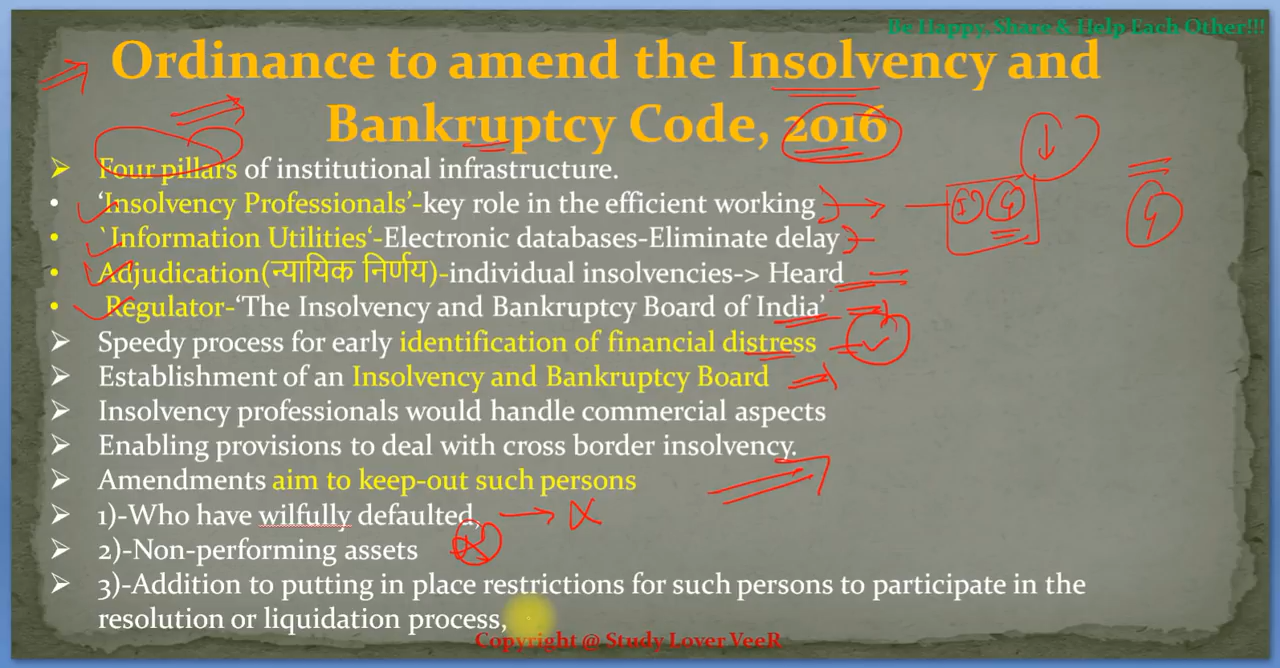 Be Happy, Share & Help Each Other!!!
Ordinance to amend the Insolvency and
Bankruptcy Code, 2016
➢ Four pillars of institutional infrastructure.
• ‘Insolvency Professionals’-key role in the efficient working
• `Information Utilities‘-Electronic databases-Eliminate delay
• Adjudication(न्यायिक निर्णय)-individual insolvencies-> Heard
• Regulator-‘The Insolvency and Bankruptcy Board of India’
➢ Speedy process for early identification of financial distress
➢ Establishment of an Insolvency and Bankruptcy Board
➢ Insolvency professionals would handle commercial aspects
➢ Enabling provisions to deal with cross border insolvency.
➢ Amendments aim to keep-out such persons
➢ 1)-Who have wilfully defaulted,
➢ 2)-Non-performing assets
➢ 3)-Addition to putting in place restrictions for such persons to participate in the
resolution or liquidation process,
Copyright @ Study Lover VeeR